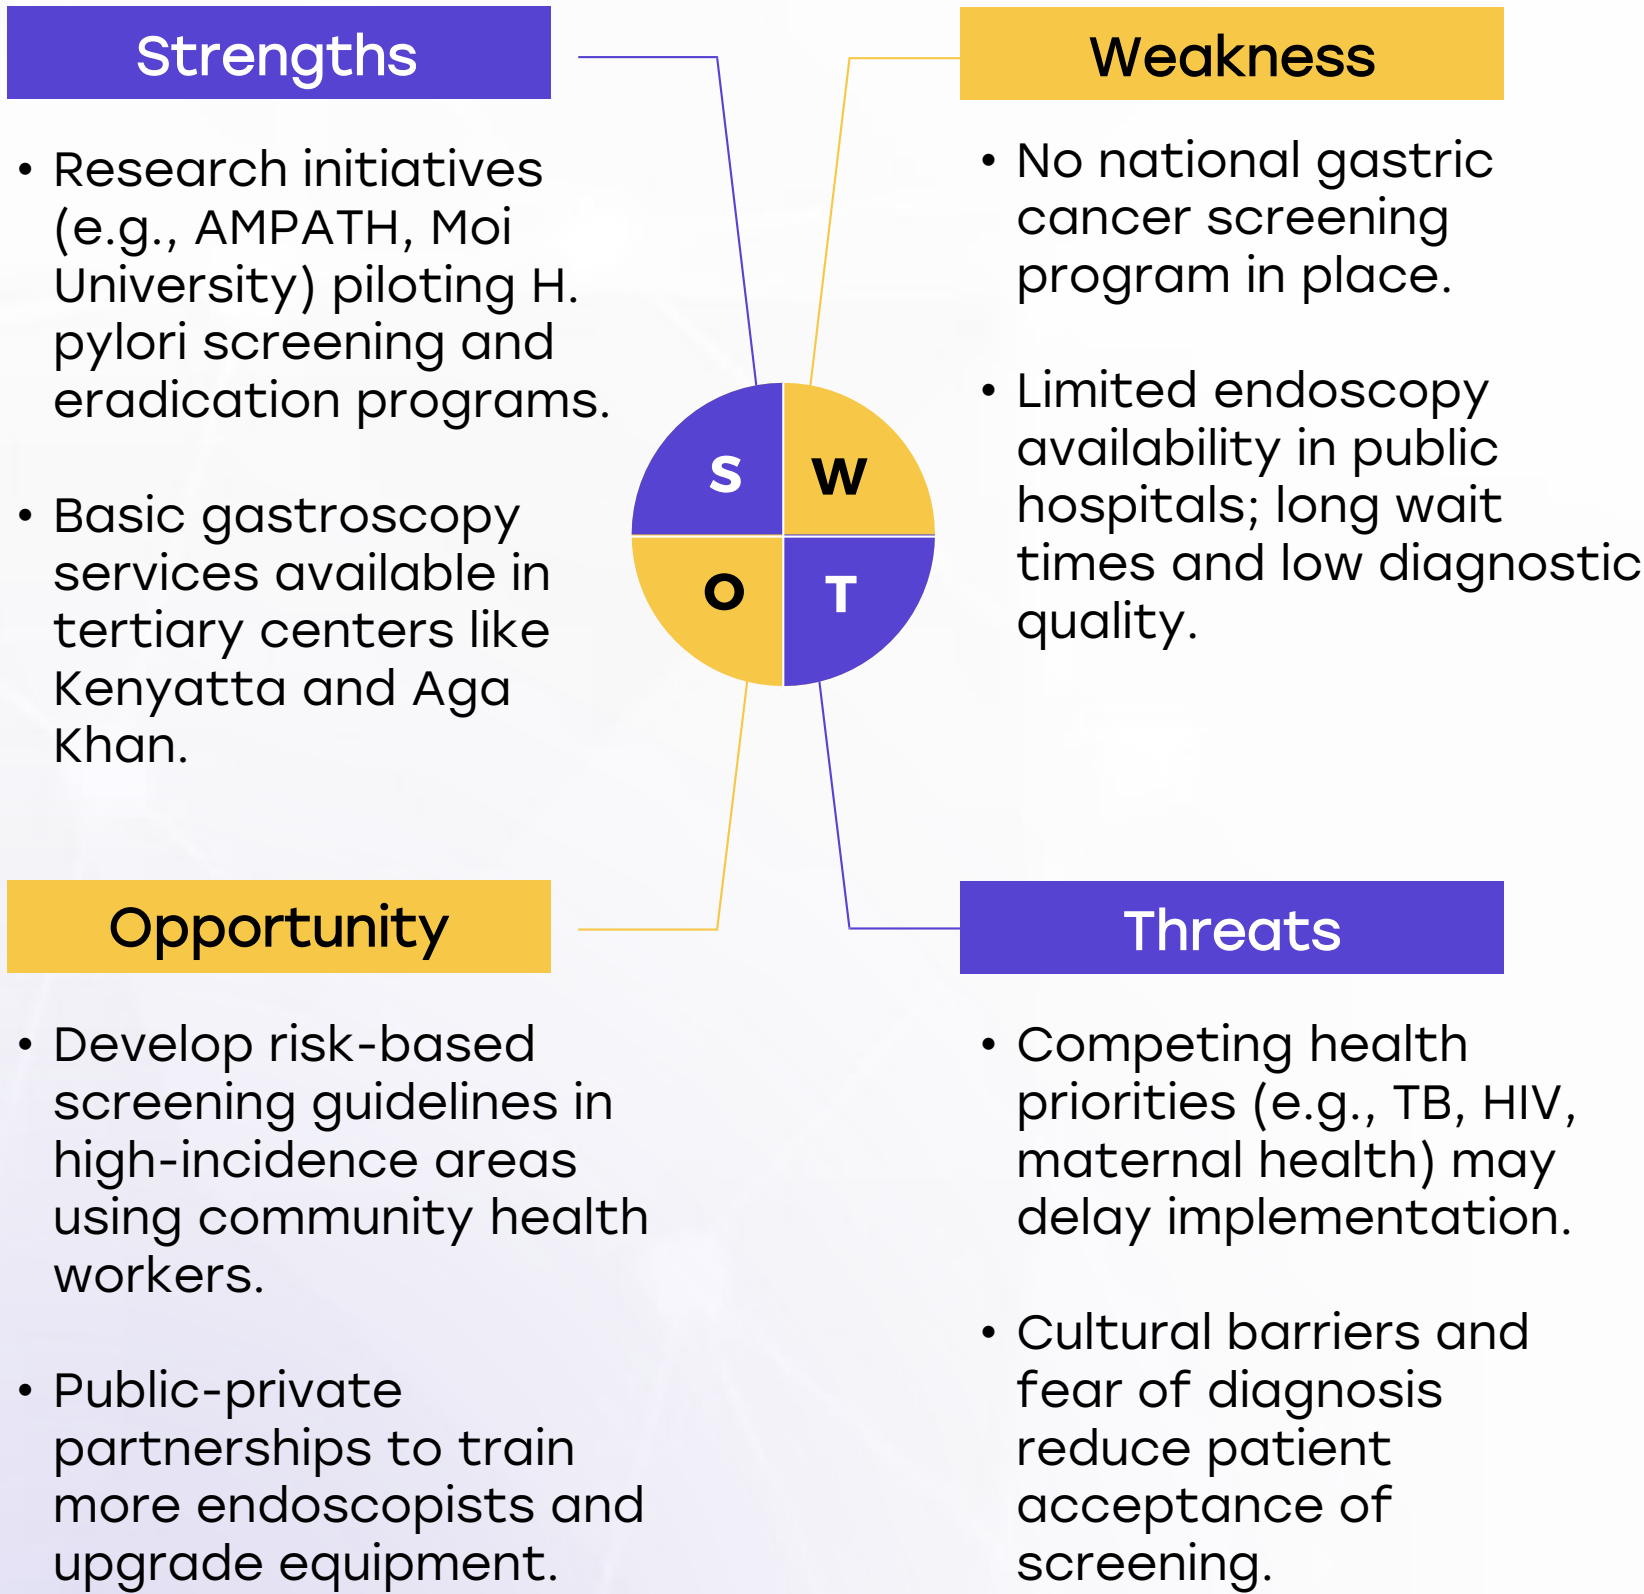 Strengths
• Research initiatives
(e.g., AMPATH, Moi
University) piloting H.
pylori screening and
eradication programs.
• Basic gastroscopy
services available in
tertiary centers like
Kenyatta and Aga
Khan.
Weakness
• No national gastric
cancer screening
program in place.
• Limited endoscopy
availability in public
hospitals; long wait
times and low diagnostic
quality.
S W
O T
Opportunity
• Develop risk-based
screening guidelines in
high-incidence areas
using community health
workers.
• Public-private
partnerships to train
more endoscopists and
upgrade equipment.
Threats
• Competing health
priorities (e.g., TB, HIV,
maternal health) may
delay implementation.
• Cultural barriers and
fear of diagnosis
reduce patient
acceptance of
screening.